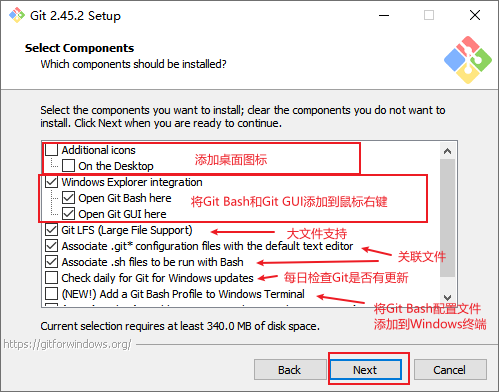 Git 2.45.2 Setup
Select Components
Which components should be installed?
Select the components you want to install; clear the components you do not want to
install. Click Next when you are ready to continue.
Additional icons
On the Desktop
添加桌面图标
Windows Explorer integration
Open Git Bash here
Open Git GUI here
将Git Bash和Git GUI添加到鼠标右键
Git LFS (Large File Support)
大文件支持
Associate .git* configuration files with the default text editor
Associate .sh files to be run with Bash
关联文件
Check daily for Git for Windows updates
每日检查Git是否有更新
(NEW!) Add a Git Bash Profile to Windows Terminal
将Git Bash配置文件
添加到Windows终端
Current selection requires at least 340.0 MB of disk space.
https://gitforwindows.org/
Back
Next
Cancel